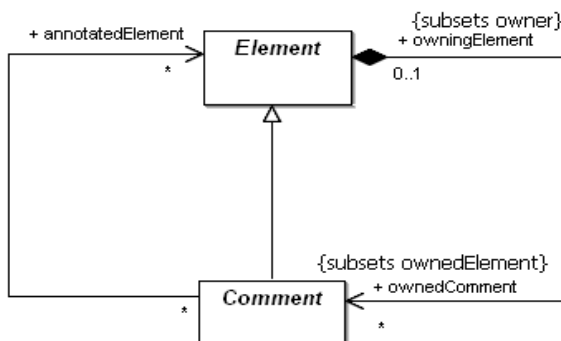 {subsets owner}
+ annotatedElement
Element
+ owningElement
*
0..1
{subsets ownedElement}
+ ownedComment
Comment
*
*